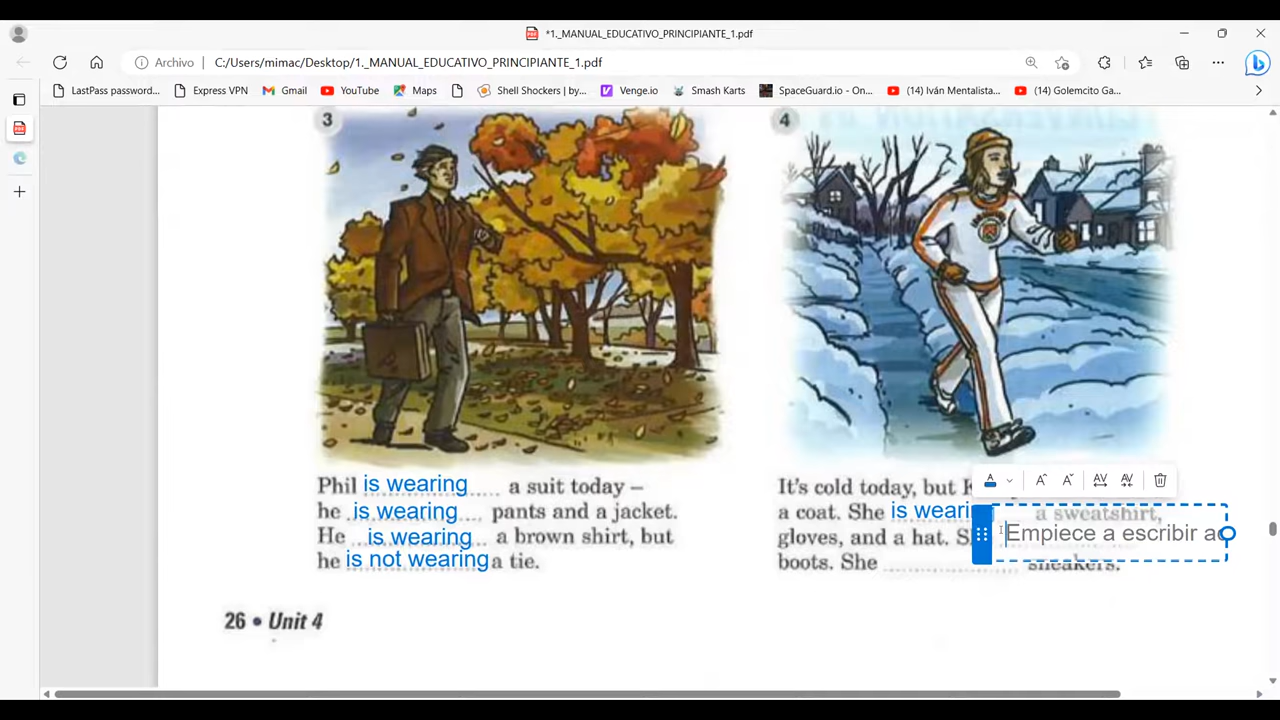 *1._MANUAL_EDUCATIVO_PRINCIPIANTE_1.pdf
Archivo C:/Users/mimac/Desktop/1._MANUAL_EDUCATIVO_PRINCIPIANTE_1.pdf
LastPass password... Express VPN Gmail YouTube Maps Shell Shockers | by... Venge.io Smash Karts SpaceGuard.io - On... (14) Iván Mentalista... (14) Golemcito Ga...
3
4
Phil is wearing a suit today –
he is wearing pants and a jacket.
He is wearing a brown shirt, but
he is not wearing a tie.
It's cold today, but
a coat. She is weari a sweatshirt,
gloves, and a hat.
Empiece a escribir a
boots. She sneakers.
26 • Unit 4